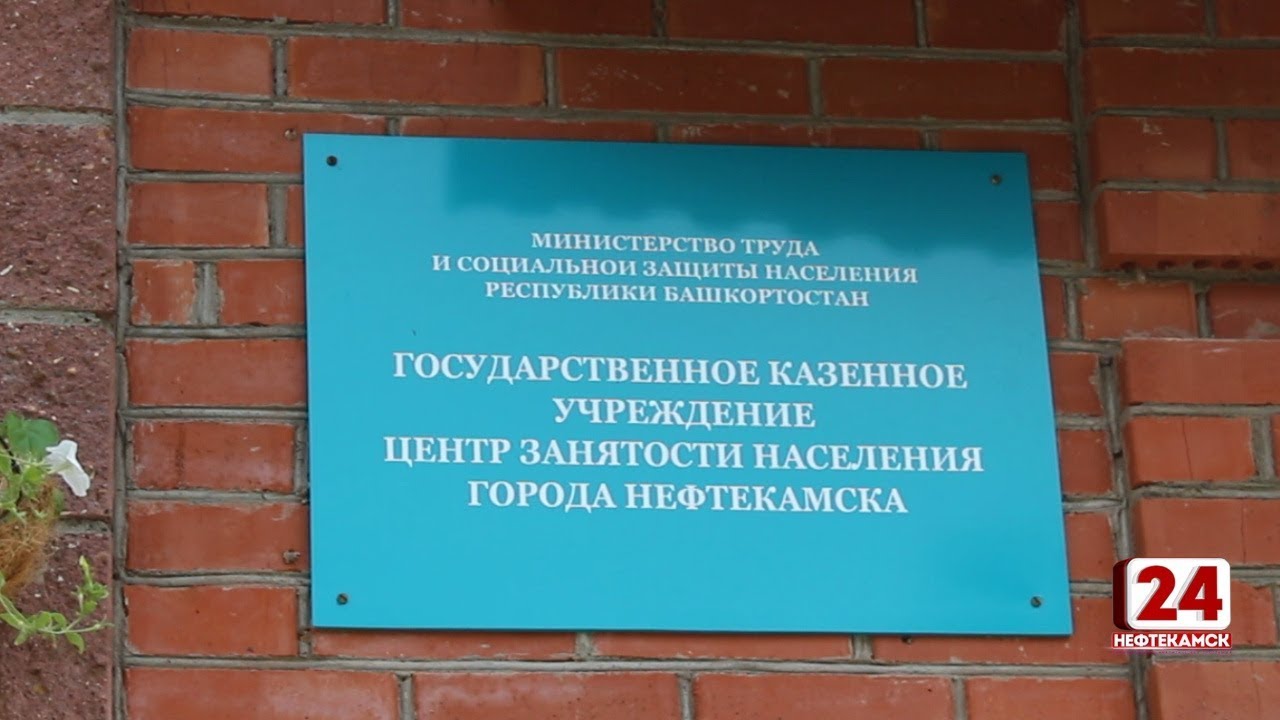 МИНИСТЕРСТВО ТРУДА
И СОЦИАЛЬНОЙ ЗАЩИТЫ НАСЕЛЕНИЯ
РЕСПУБЛИКИ БАШКОРТОСТАН
ГОСУДАРСТВЕННОЕ КАЗЕННОЕ
УЧРЕЖДЕНИЕ
ЦЕНТР ЗАНЯТОСТИ НАСЕЛЕНИЯ
ГОРОДА НЕФТЕКАМСКА
24
НЕФТЕКАМСК